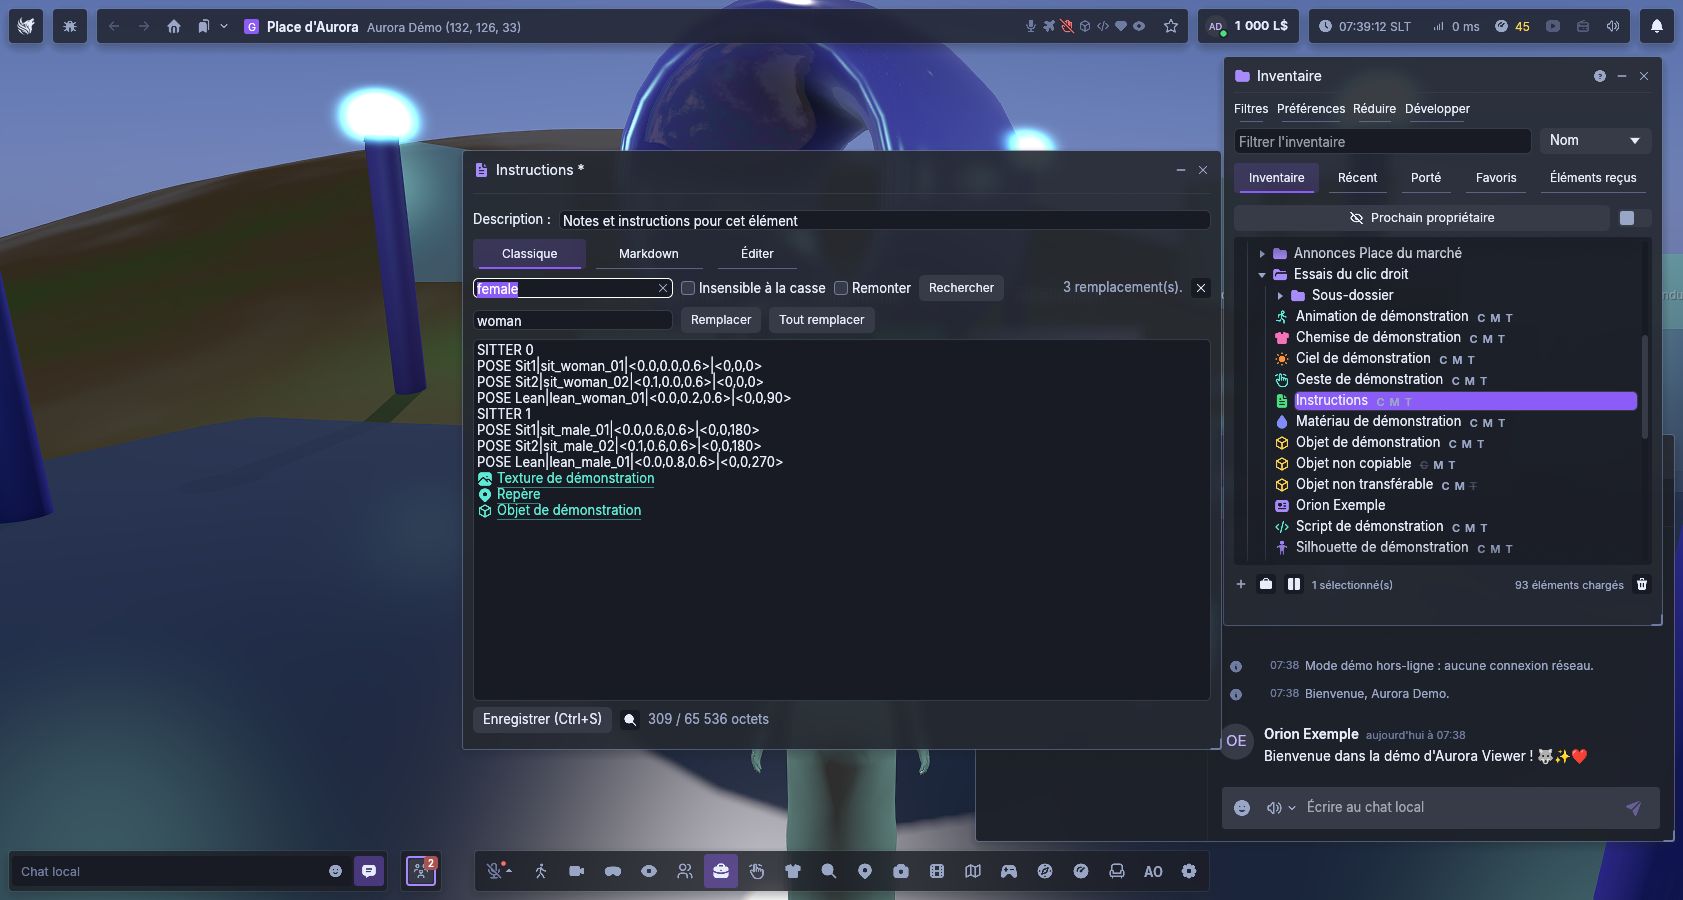 Place d'Aurora Aurora Démo (132, 126, 33)
AD 1 000 L$
07:39:12 SLT 0 ms 45
Instructions *
Description : Notes et instructions pour cet élément
Classique Markdown Éditer
female Insensible à la casse Remonter Rechercher 3 remplacement(s).
woman Remplacer Tout remplacer
SITTER 0
POSE Sit1|sit_woman_01|<0.0,0.0,0.6>|<0,0,0>
POSE Sit2|sit_woman_02|<0.1,0.0,0.6>|<0,0,0>
POSE Lean|lean_woman_01|<0.0,0.2,0.6>|<0,0,90>
SITTER 1
POSE Sit1|sit_male_01|<0.0,0.6,0.6>|<0,0,180>
POSE Sit2|sit_male_02|<0.1,0.6,0.6>|<0,0,180>
POSE Lean|lean_male_01|<0.0,0.8,0.6>|<0,0,270>
Texture de démonstration
Repère
Objet de démonstration
Enregistrer (Ctrl+S) 309 / 65 536 octets
Inventaire
Filtres Préférences Réduire Développer
Filtrer l'inventaire Nom
Inventaire Récent Porté Favoris Éléments reçus
Prochain propriétaire
Annonces Place du marché
Essais du clic droit
Sous-dossier
Animation de démonstration C M T
Chemise de démonstration C M T
Ciel de démonstration C M T
Geste de démonstration C M T
Instructions C M T
Matériau de démonstration C M T
Objet de démonstration C M T
Objet non copiable C M T
Objet non transférable C M T
Orion Exemple
Script de démonstration C M T
Silhouette de démonstration C M T
1 sélectionné(s) 93 éléments chargés
07:38 Mode démo hors-ligne : aucune connexion réseau.
07:38 Bienvenue, Aurora Demo.
OE Orion Exemple aujourd'hui à 07:38
Bienvenue dans la démo d'Aurora Viewer ! 🐺✨❤️
Écrire au chat local
Chat local
2
AO